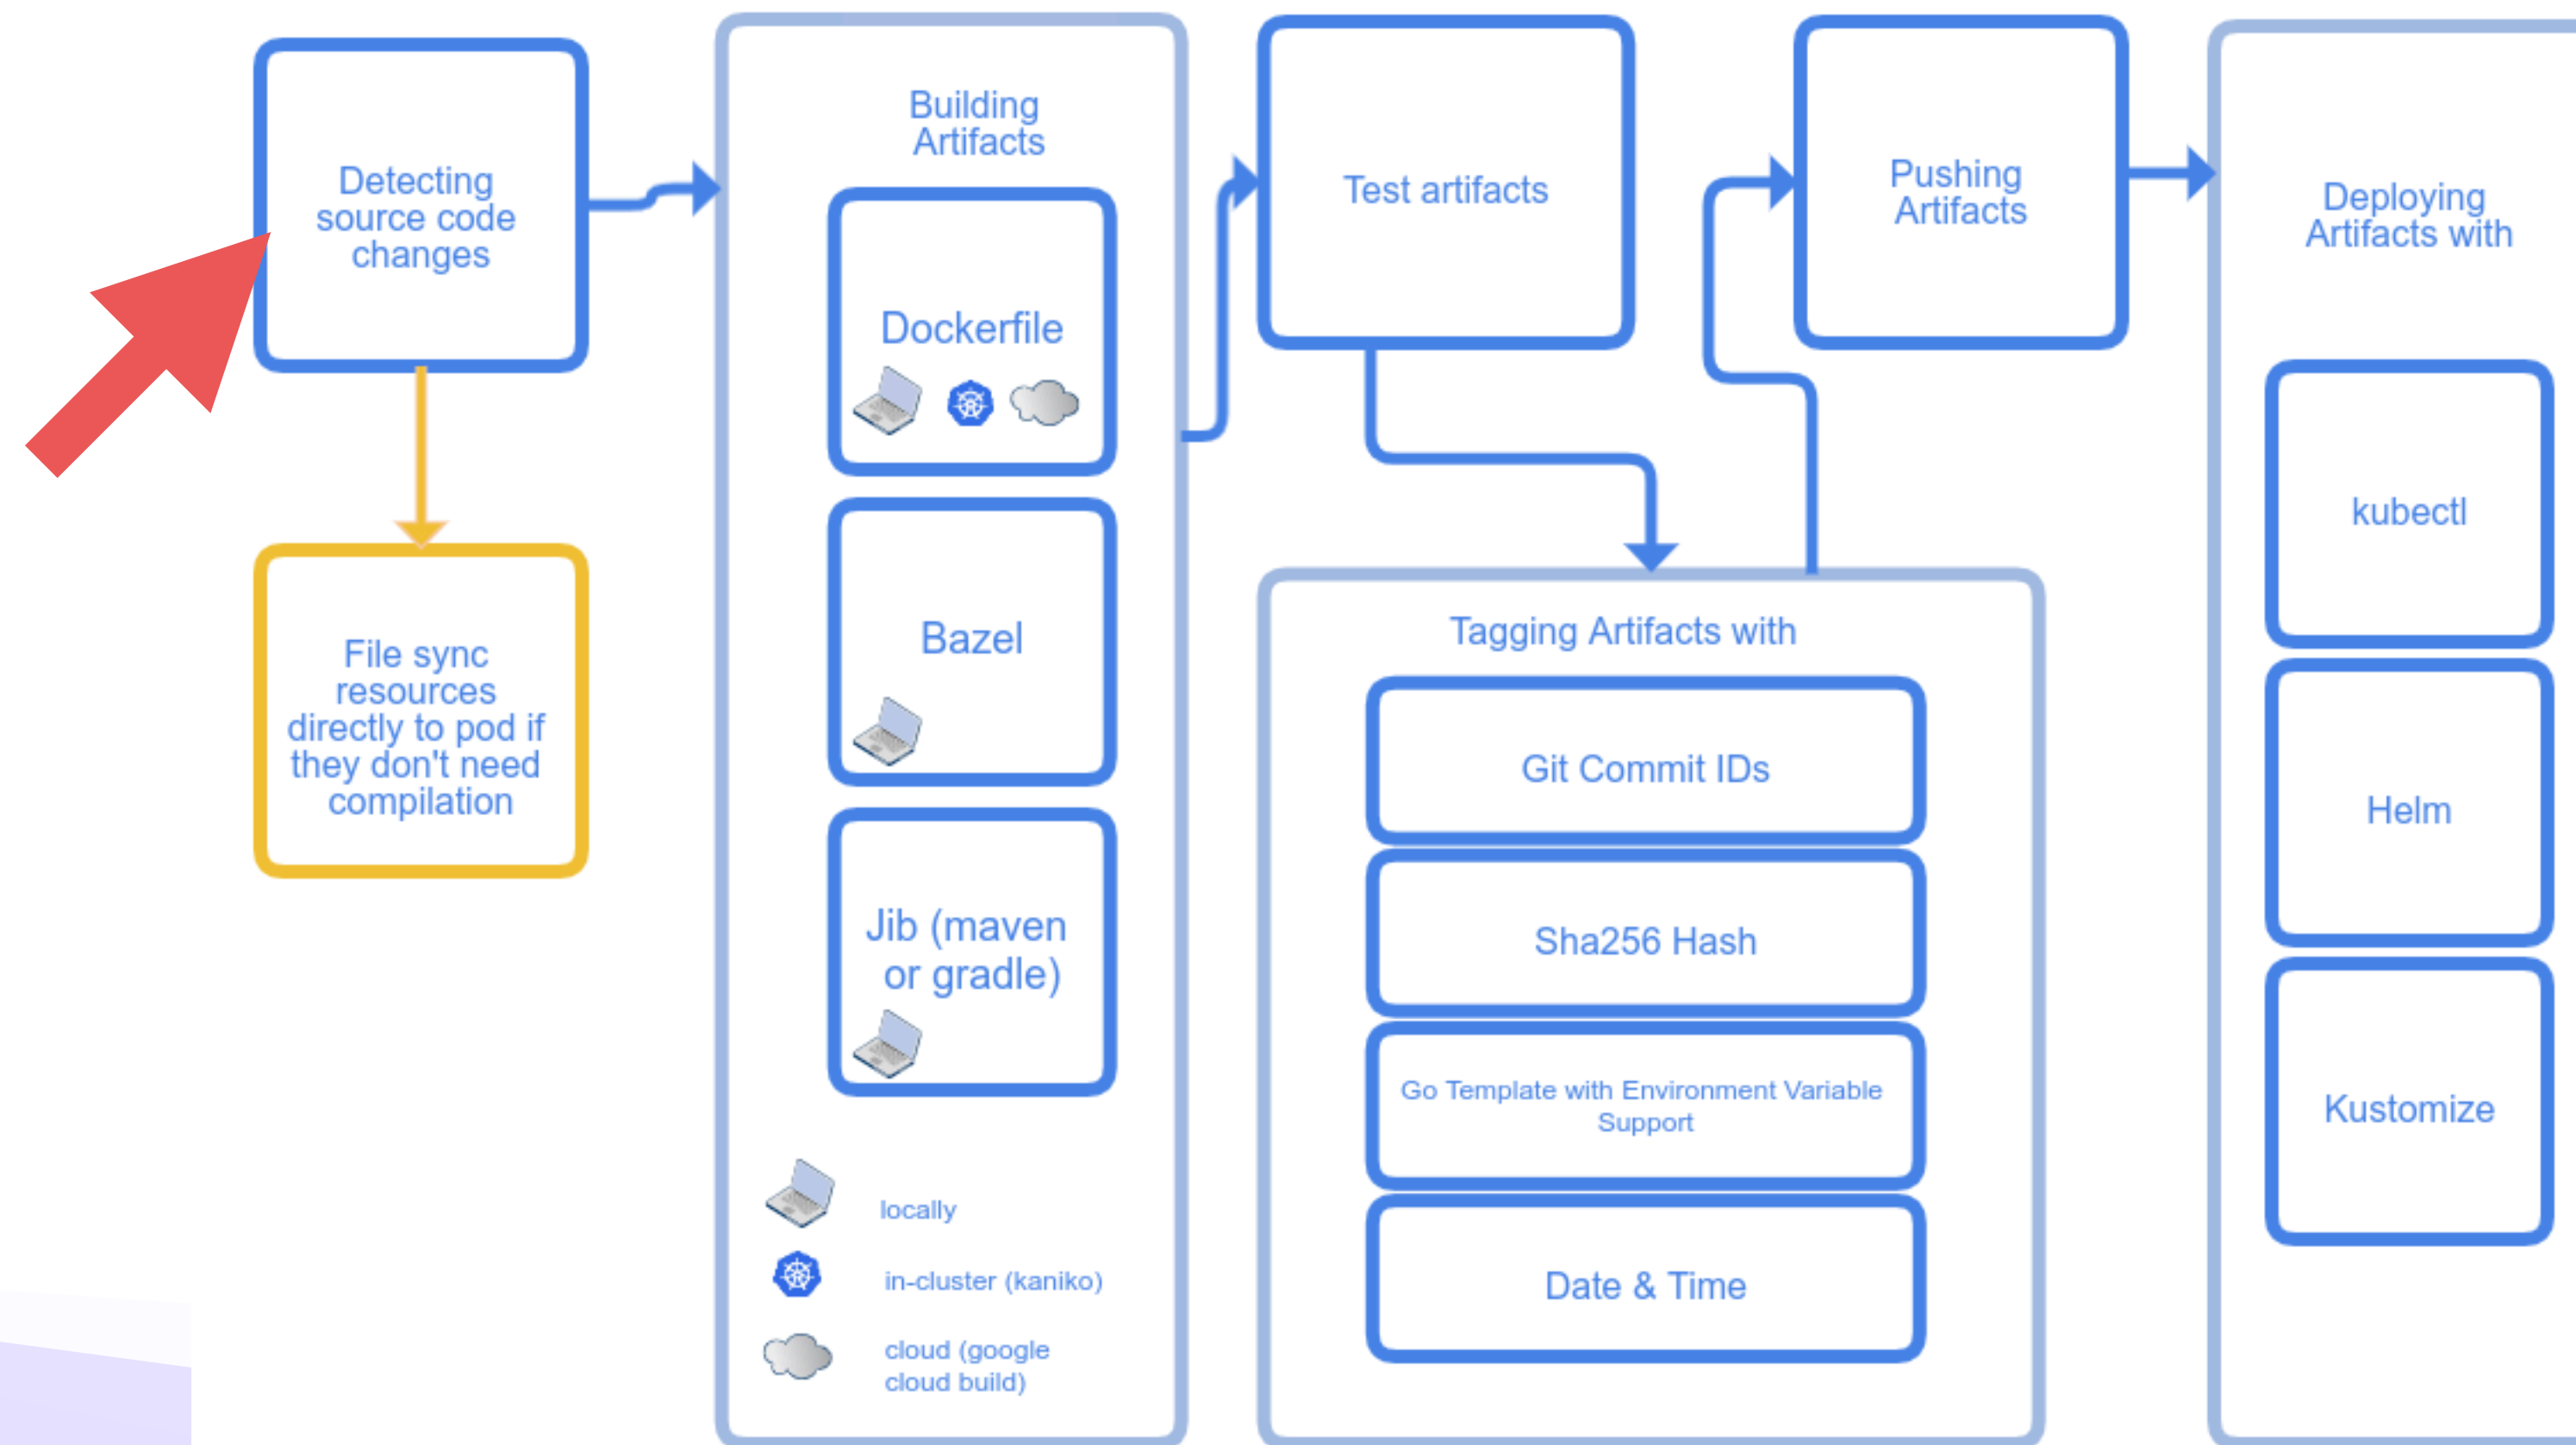 Detecting
source code
changes
File sync
resources
directly to pod if
they don't need
compilation
Building
Artifacts
Dockerfile
Bazel
Jib (maven
or gradle)
locally
in-cluster (kaniko)
cloud (google
cloud build)
Test artifacts
Tagging Artifacts with
Git Commit IDs
Sha256 Hash
Go Template with Environment Variable
Support
Date & Time
Pushing
Artifacts
Deploying
Artifacts with
kubectl
Helm
Kustomize